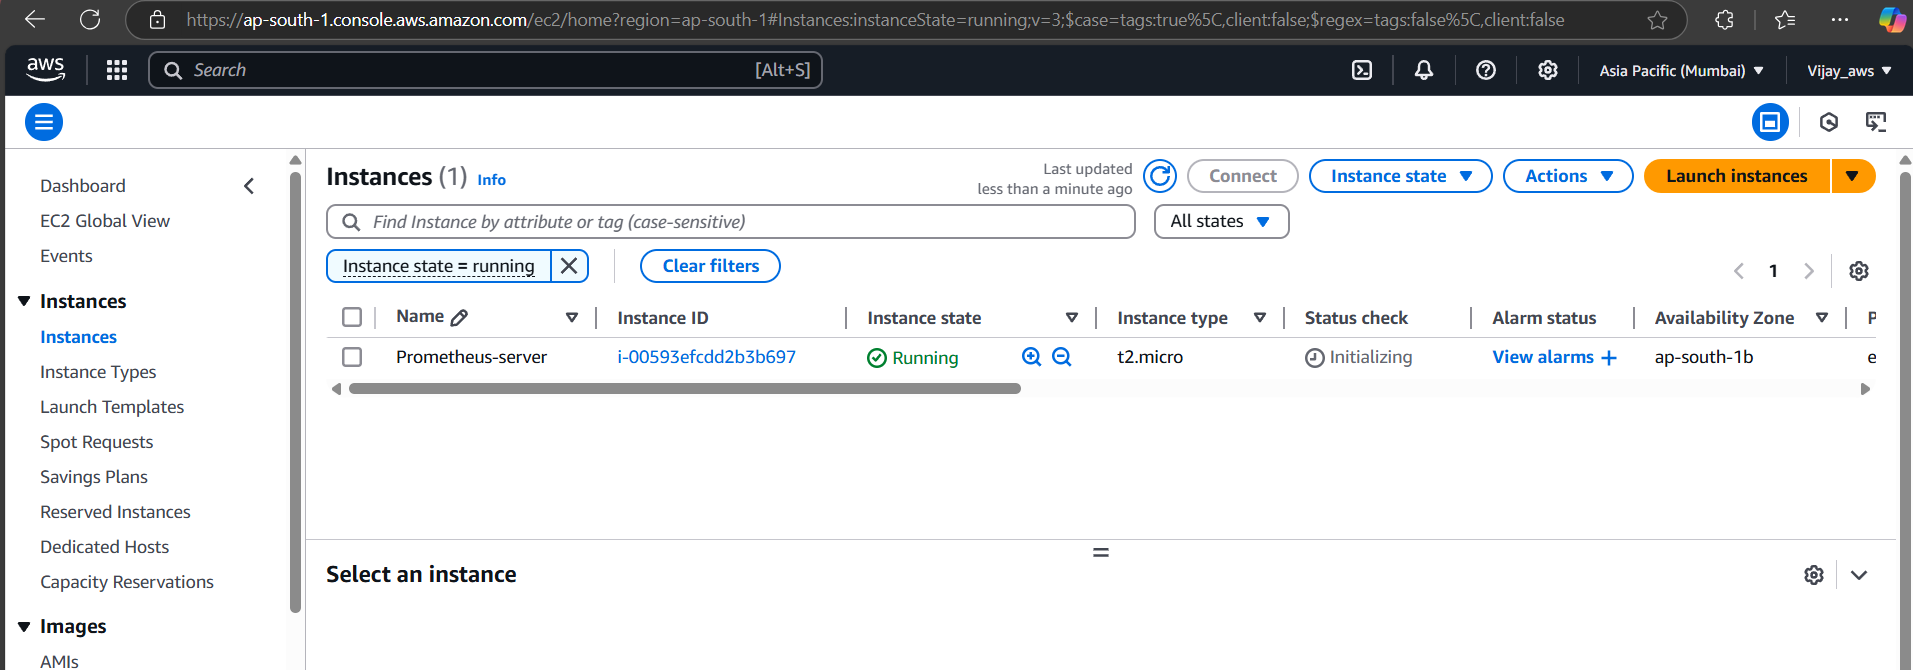 https://ap-south-1.console.aws.amazon.com/ec2/home?region=ap-south-1#Instances:instanceState=running;v=3;$case=tags:true%5C,client:false;$regex=tags:false%5C,client:false
aws
Search
[Alt+S]
Asia Pacific (Mumbai)
Vijay_aws
Dashboard
EC2 Global View
Events
Instances
Instances
Instance Types
Launch Templates
Spot Requests
Savings Plans
Reserved Instances
Dedicated Hosts
Capacity Reservations
Images
AMIs
Instances (1) Info
Last updated
less than a minute ago
Connect
Instance state
Actions
Launch instances
Find Instance by attribute or tag (case-sensitive)
All states
Instance state = running
Clear filters
1
Name Instance ID Instance state Instance type Status check Alarm status Availability Zone P
Prometheus-server i-00593efcdd2b3b697 Running t2.micro Initializing View alarms + ap-south-1b e
Select an instance